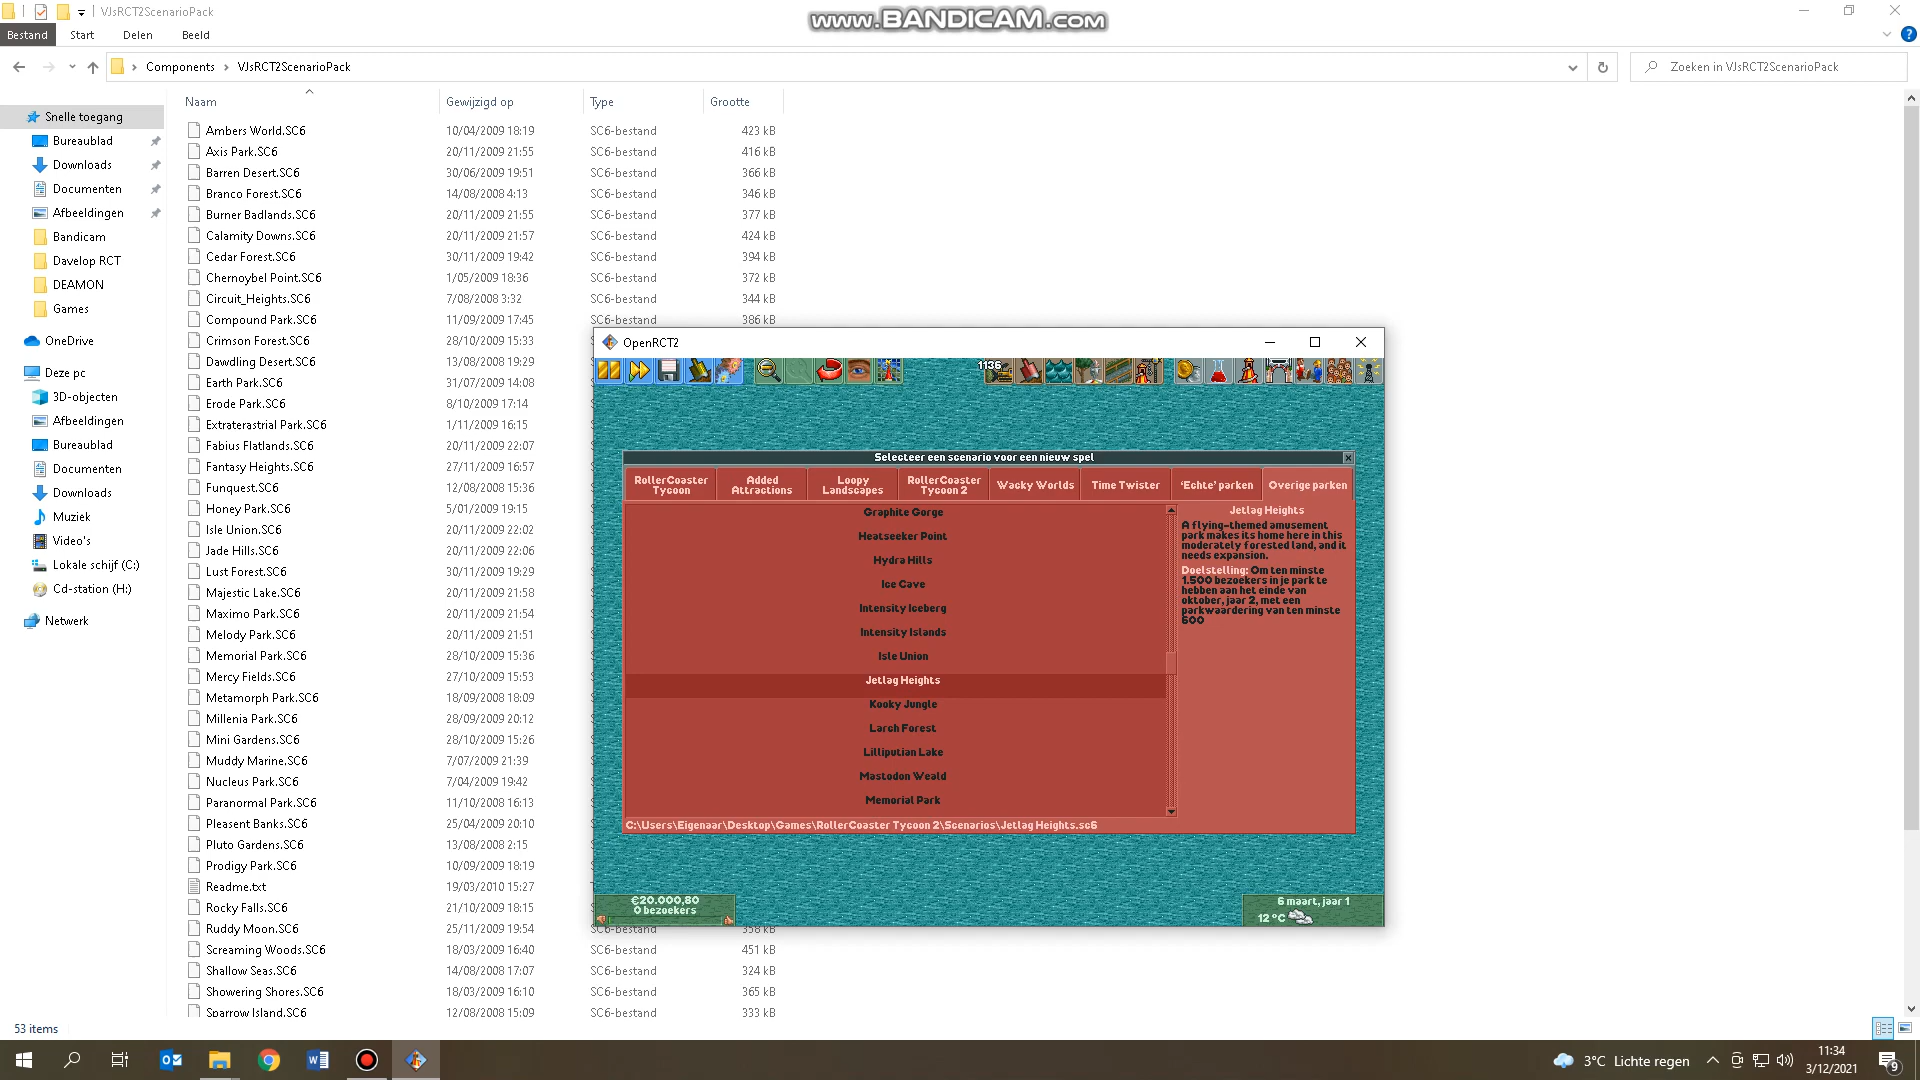 VJsRCT2ScenarioPack
www.BANDICAM.com
Bestand Start Delen Beeld
Components VJsRCT2ScenarioPack
Zoeken in VJsRCT2ScenarioPack
Snelle toegang
Bureaublad
Downloads
Documenten
Afbeeldingen
Bandicam
Davelop RCT
DEAMON
Games
OneDrive
Deze pc
3D-objecten
Afbeeldingen
Bureaublad
Documenten
Downloads
Muziek
Video's
Lokale schijf (C:)
Cd-station (H:)
Netwerk
Naam Gewijzigd op Type Grootte
Ambers World.SC6 10/04/2009 18:19 SC6-bestand 423 kB
Axis Park.SC6 20/11/2009 21:55 SC6-bestand 416 kB
Barren Desert.SC6 30/06/2009 19:51 SC6-bestand 366 kB
Branco Forest.SC6 14/08/2008 4:13 SC6-bestand 346 kB
Burner Badlands.SC6 20/11/2009 21:55 SC6-bestand 377 kB
Calamity Downs.SC6 20/11/2009 21:57 SC6-bestand 424 kB
Cedar Forest.SC6 30/11/2009 19:42 SC6-bestand 394 kB
Chernoybel Point.SC6 1/05/2009 18:36 SC6-bestand 372 kB
Circuit_Heights.SC6 7/08/2008 3:32 SC6-bestand 344 kB
Compound Park.SC6 11/09/2009 17:45 SC6-bestand 386 kB
Crimson Forest.SC6 28/10/2009 15:33
Dawdling Desert.SC6 13/08/2008 19:29
Earth Park.SC6 31/07/2009 14:08
Erode Park.SC6 8/10/2009 17:14
Extraterastrial Park.SC6 1/11/2009 16:15
Fabius Flatlands.SC6 20/11/2009 22:07
Fantasy Heights.SC6 27/11/2009 16:57
Funquest.SC6 12/08/2008 15:36
Honey Park.SC6 5/01/2009 19:15
Isle Union.SC6 20/11/2009 22:02
Jade Hills.SC6 20/11/2009 22:06
Lust Forest.SC6 30/11/2009 19:29
Majestic Lake.SC6 20/11/2009 21:58
Maximo Park.SC6 20/11/2009 21:54
Melody Park.SC6 20/11/2009 21:51
Memorial Park.SC6 28/10/2009 15:36
Mercy Fields.SC6 27/10/2009 15:53
Metamorph Park.SC6 18/09/2008 18:09
Millenia Park.SC6 28/09/2009 20:12
Mini Gardens.SC6 28/10/2009 15:26
Muddy Marine.SC6 7/07/2009 21:39
Nucleus Park.SC6 7/04/2009 19:42
Paranormal Park.SC6 11/10/2008 16:13
Pleasent Banks.SC6 25/04/2009 20:10
Pluto Gardens.SC6 13/08/2008 2:15
Prodigy Park.SC6 10/09/2009 18:19
Readme.txt 19/03/2010 15:27
Rocky Falls.SC6 21/10/2009 18:15
Ruddy Moon.SC6 25/11/2009 19:54 SC6-bestand 358 kB
Screaming Woods.SC6 18/03/2009 16:40 SC6-bestand 451 kB
Shallow Seas.SC6 14/08/2008 17:07 SC6-bestand 324 kB
Showering Shores.SC6 18/03/2009 16:10 SC6-bestand 365 kB
Sparrow Island.SC6 12/08/2008 15:09 SC6-bestand 333 kB
53 items
OpenRCT2
1136
Selecteer een scenario voor een nieuw spel
RollerCoaster Tycoon
Added Attractions
Loopy Landscapes
RollerCoaster Tycoon 2
Wacky Worlds
Time Twister
'Echte' parken
Overige parken
Graphite Gorge
Heatseeker Point
Hydra Hills
Ice Cave
Intensity Iceberg
Intensity Islands
Isle Union
Jetlag Heights
Kooky Jungle
Larch Forest
Lilliputian Lake
Mastodon Weald
Memorial Park
Jetlag Heights
A flying-themed amusement
park makes its home here in this
moderately forested land, and it
needs expansion.
Doelstelling: Om ten minste
1.500 bezoekers in je park te
hebben aan het einde van
oktober, jaar 2, met een
parkwaardering van ten minste
600
C:\Users\Eigenaar\Desktop\Games\RollerCoaster Tycoon 2\Scenarios\Jetlag Heights.sc6
€20.000,80
0 bezoekers
6 maart, jaar 1
12 °C
3°C Lichte regen
11:34
3/12/2021
9